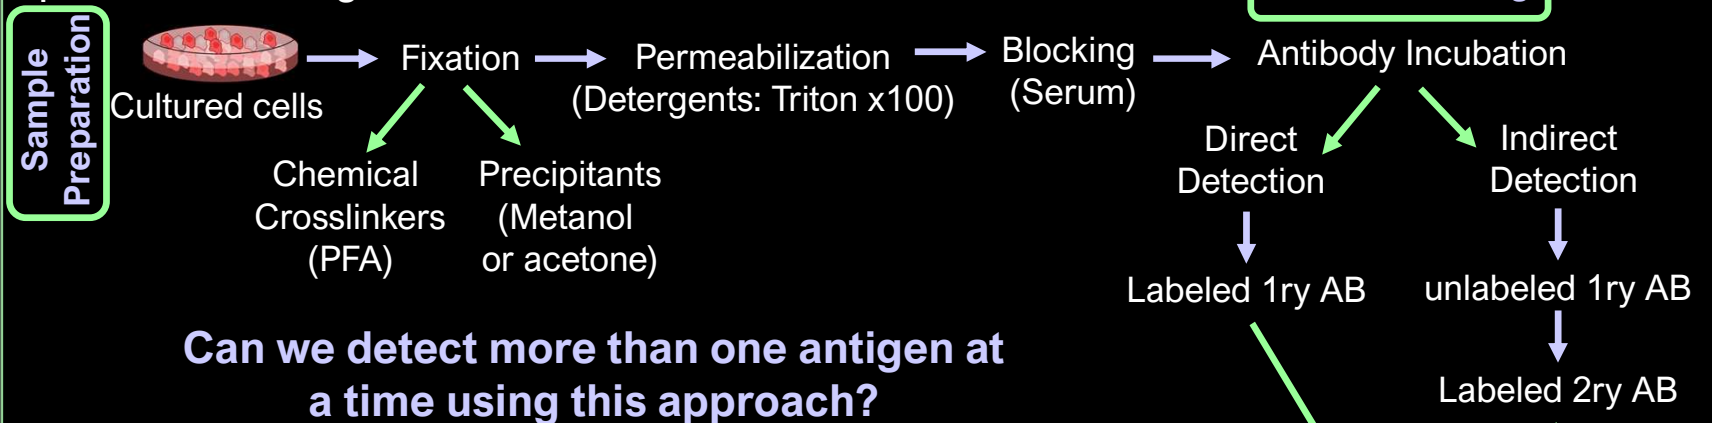 Sample
Preparation
Cultured cells
Fixation
Chemical
Crosslinkers
(PFA)
Precipitants
(Metanol
or acetone)
Permeabilization
(Detergents: Triton x100)
Blocking
(Serum)
Antibody Incubation
Direct
Detection
Labeled 1ry AB
Indirect
Detection
unlabeled 1ry AB
Labeled 2ry AB
Can we detect more than one antigen at
a time using this approach?